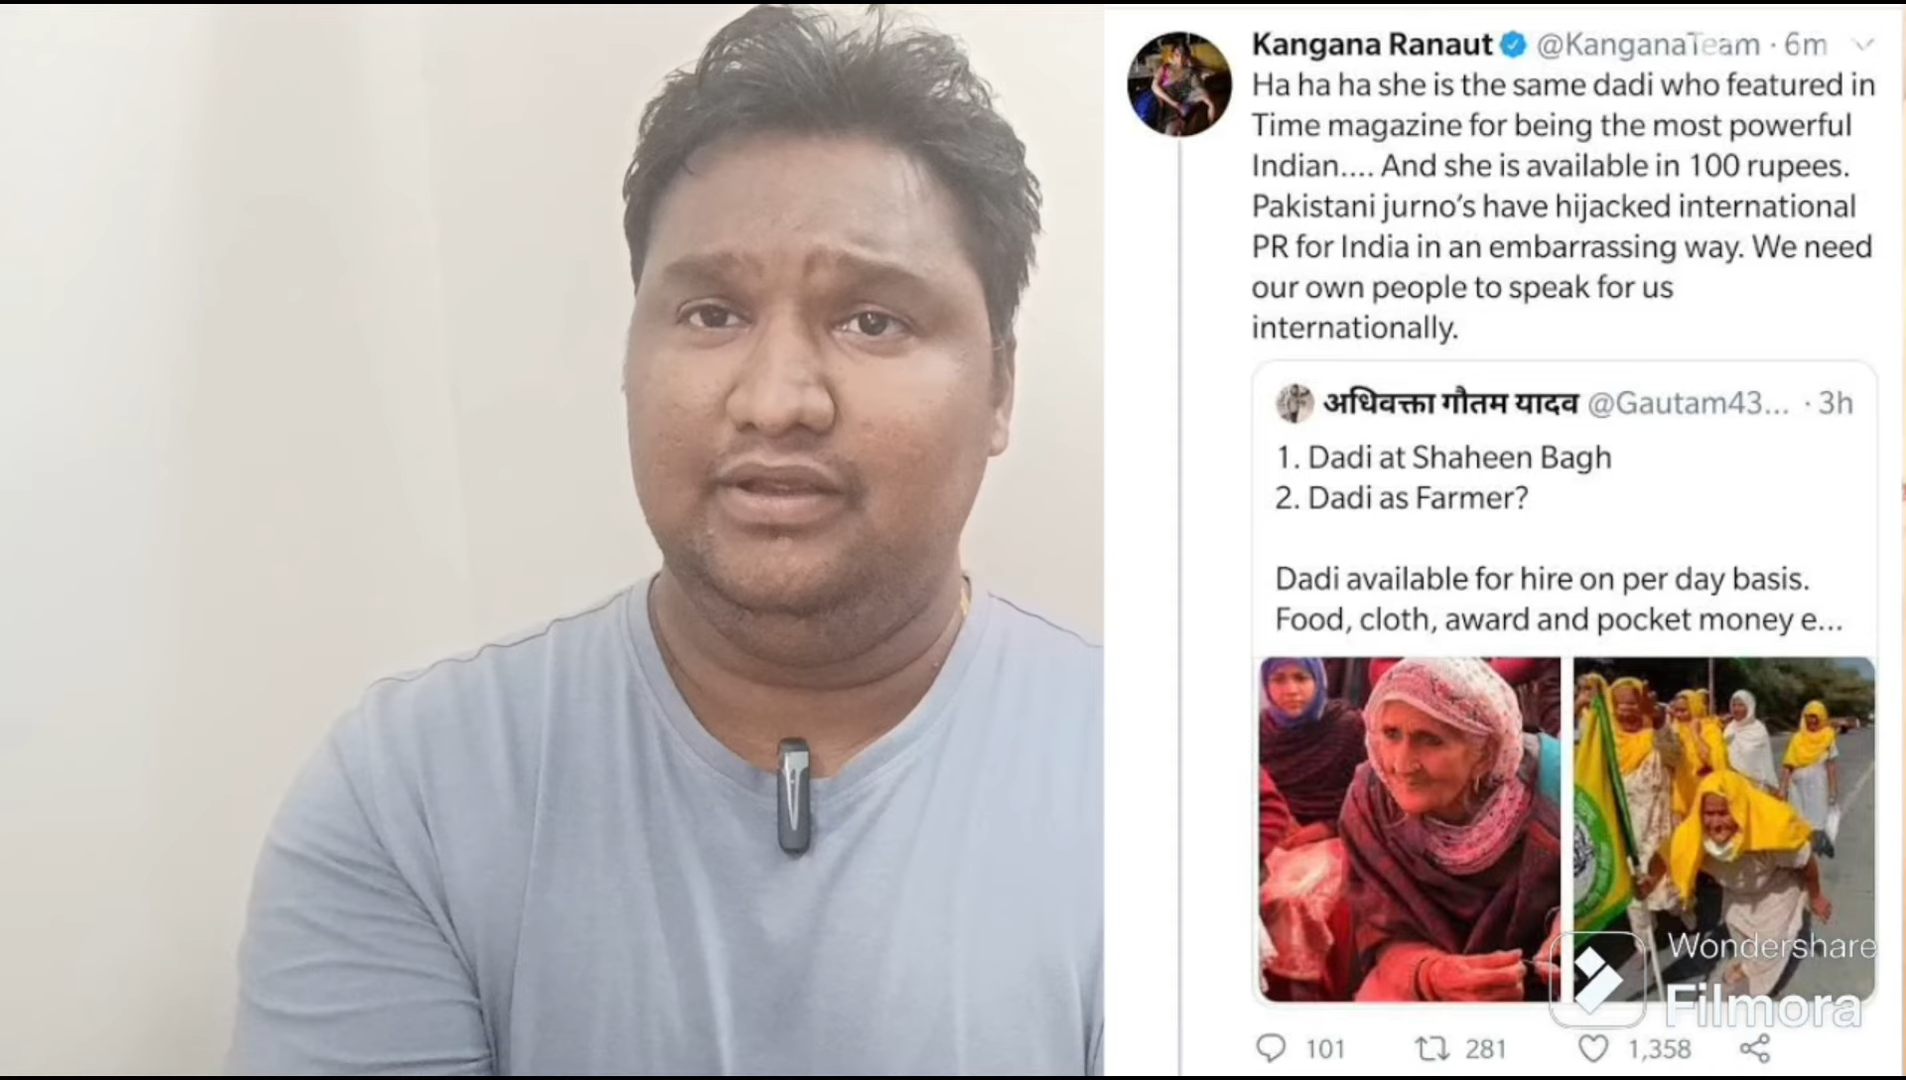 Kangana Ranaut @KanganaTeam · 6m
Ha ha ha she is the same dadi who featured in
Time magazine for being the most powerful
Indian.... And she is available in 100 rupees.
Pakistani jurno's have hijacked international
PR for India in an embarrassing way. We need
our own people to speak for us
internationally.
अधिवक्ता गौतम यादव @Gautam43... · 3h
1. Dadi at Shaheen Bagh
2. Dadi as Farmer?
Dadi available for hire on per day basis.
Food, cloth, award and pocket money e...
Wondershare
Filmora
101 281 1,358